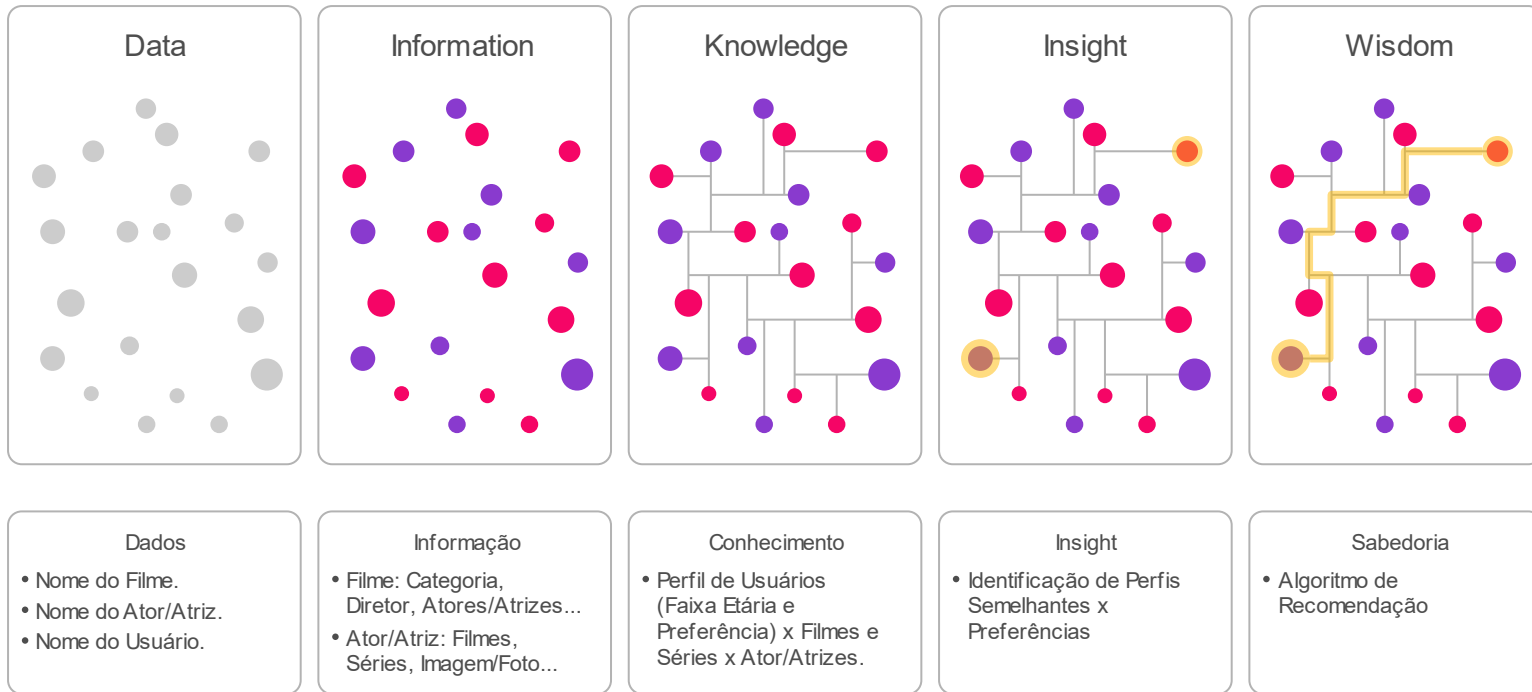 Data
Information
Knowledge
Insight
Wisdom
Dados
• Nome do Filme.
• Nome do Ator/Atriz.
• Nome do Usuário.
Informação
• Filme: Categoria,
Diretor, Atores/Atrizes...
• Ator/Atriz: Filmes,
Séries, Imagem/Foto...
Conhecimento
• Perfil de Usuários
(Faixa Etária e
Preferência) x Filmes e
Séries x Ator/Atrizes.
Insight
• Identificação de Perfis
Semelhantes x
Preferências
Sabedoria
• Algoritmo de
Recomendação